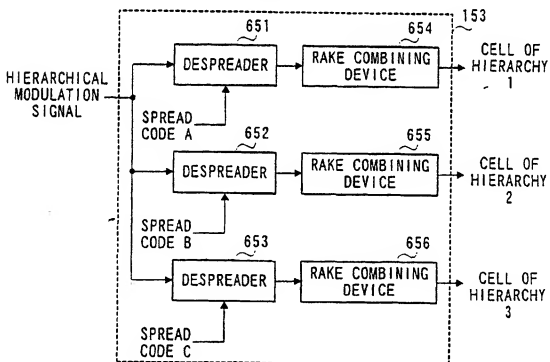 153
651
654
DESPREADER
RAKE COMBINING
DEVICE
CELL OF
HIERARCHY
1
HIERARCHICAL
MODULATION
SIGNAL
SPREAD
CODE A
652
655
DESPREADER
RAKE COMBINING
DEVICE
CELL OF
HIERARCHY
2
SPREAD
CODE B
653
656
DESPREADER
RAKE COMBINING
DEVICE
CELL OF
HIERARCHY
3
SPREAD
CODE C